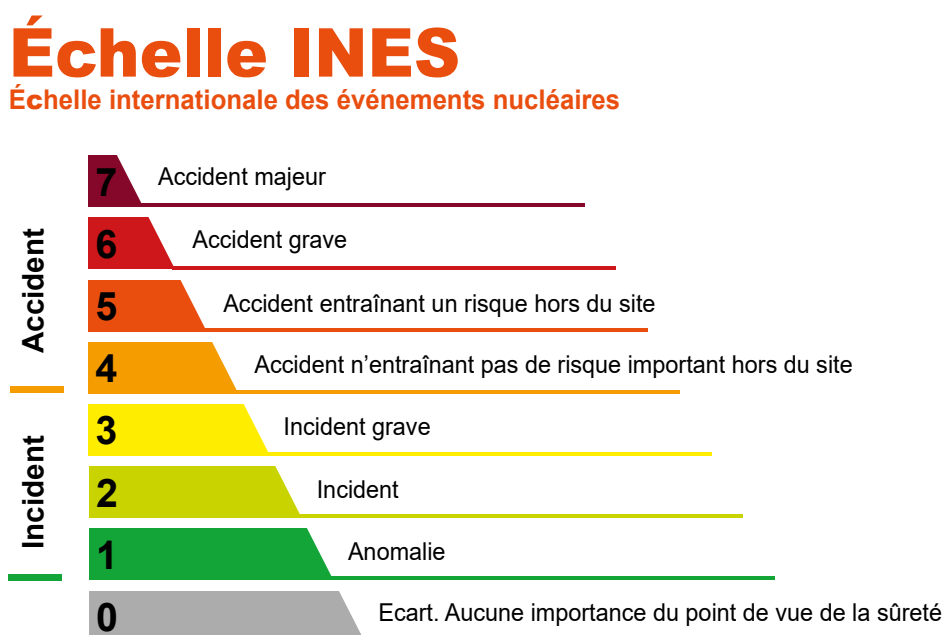 Échelle INES
Échelle internationale des événements nucléaires
7 Accident majeur
6 Accident grave
5 Accident entraînant un risque hors du site
4 Accident n’entraînant pas de risque important hors du site
3 Incident grave
2 Incident
1 Anomalie
0 Ecart. Aucune importance du point de vue de la sûreté
Accident
Incident